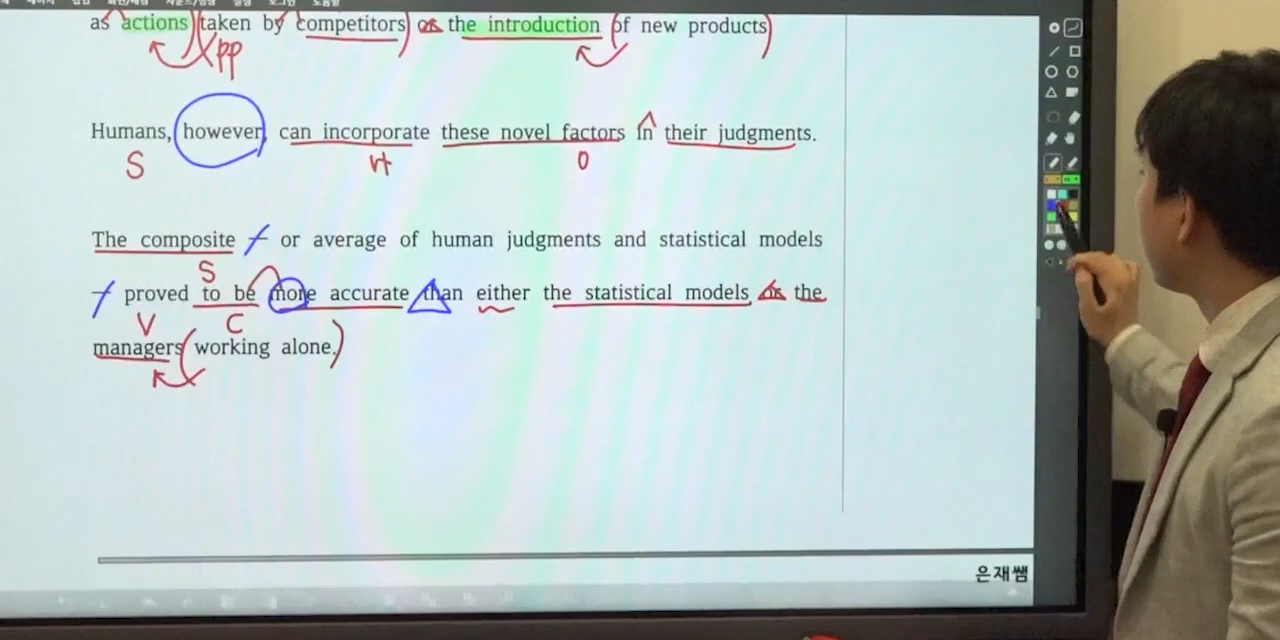 as actions taken by competitors or the introduction of new products
pp
Humans, however, can incorporate these novel factors in their judgments.
S
O
The composite or average of human judgments and statistical models
S
proved to be more accurate than either the statistical models or the
V C
managers working alone.
은재쌤